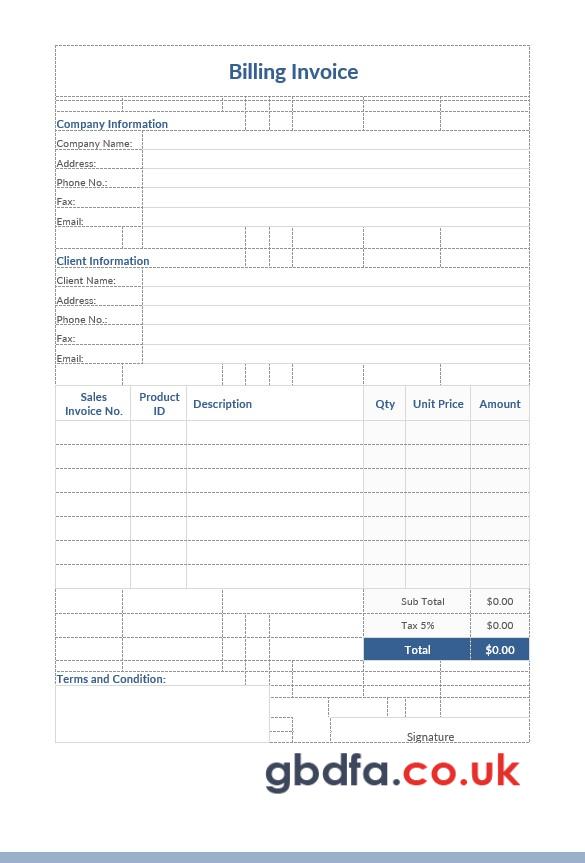 Billing Invoice
Company Information
Company Name:
Address:
Phone No.:
Fax:
Email:
Client Information
Client Name:
Address:
Phone No.:
Fax:
Email:
Sales Invoice No. Product ID Description Qty Unit Price Amount
Sub Total $0.00
Tax 5% $0.00
Total $0.00
Terms and Condition:
Signature
gbdfa.co.uk